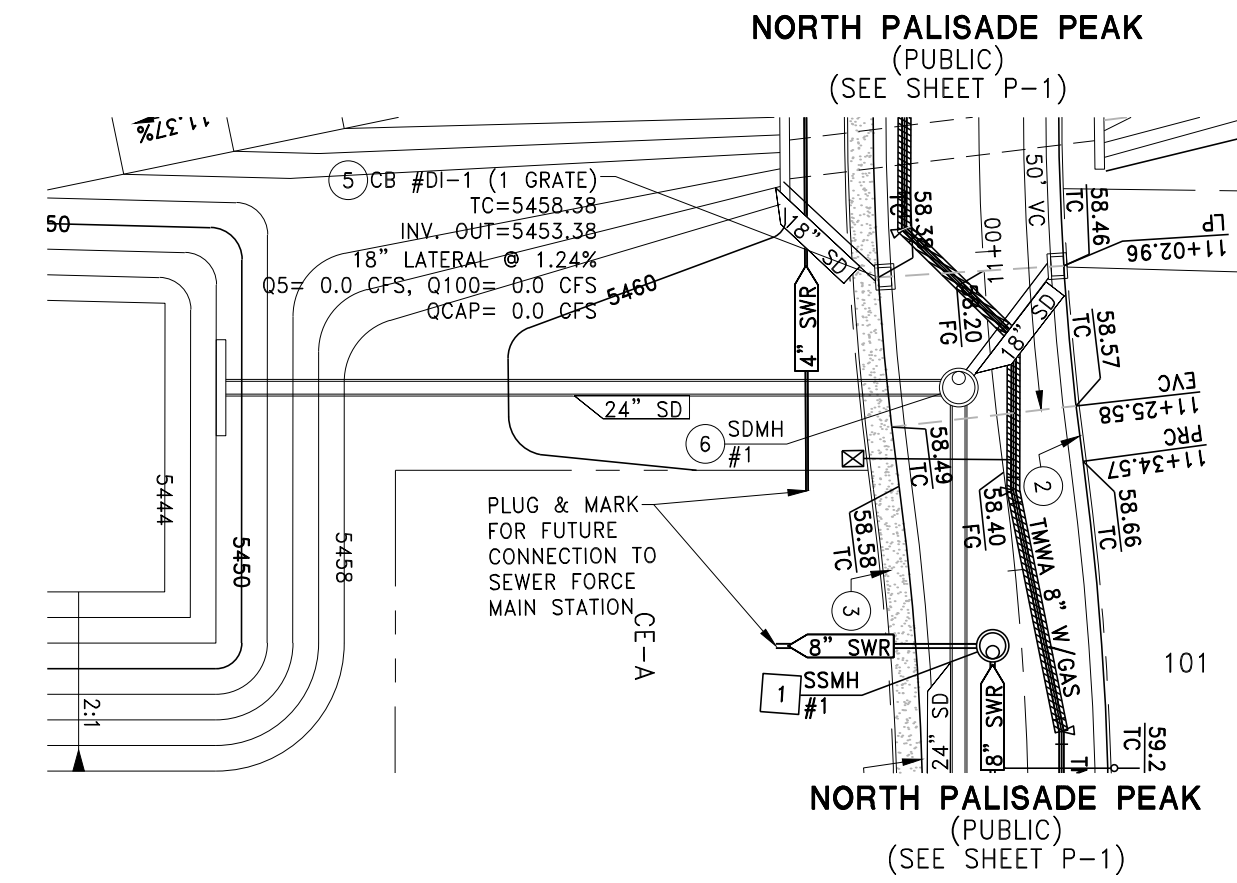 NORTH PALISADE PEAK
(PUBLIC)
(SEE SHEET P-1)
11.37%
50
5 CB #DI-1 (1 GRATE)
TC=5458.38
INV. OUT=5453.38
18" LATERAL @ 1.24%
Q5= 0.0 CFS, Q100= 0.0 CFS
QCAP= 0.0 CFS
5460
18" SD
4" SWR
TC
58.38
11+00
50' VC
TC
58.46
LP
11+02.96
58.20
FG
18" SD
TC
58.57
EVC
11+25.58
PRC
11+34.57
24" SD
6
SDMH
#1
58.49
TC
2
58.40
FG
58.66
TC
5444
5450
5458
PLUG & MARK
FOR FUTURE
CONNECTION TO
SEWER FORCE
MAIN STATION
58.58
TC
3
TMWA 8" W/GAS
CE-A
8" SWR
1
SSMH
#1
101
2:1
24" SD
8" SWR
59.2
TC
NORTH PALISADE PEAK
(PUBLIC)
(SEE SHEET P-1)